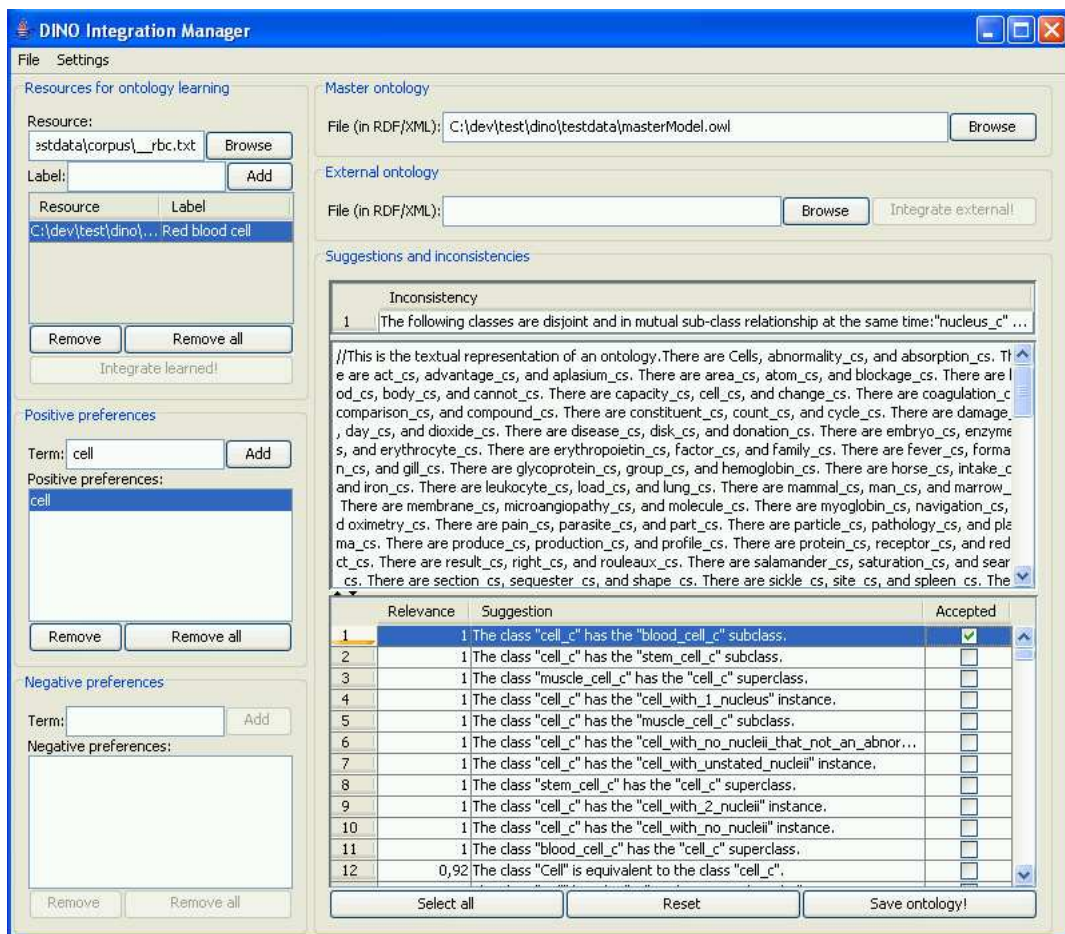 DINO Integration Manager
File Settings
Resources for ontology learning
Resource:
estdata\corpus\__rbc.txt Browse
Label: Add
Resource Label
C:\dev\test\dino\... Red blood cell
Remove Remove all
Integrate learned!
Positive preferences
Term: cell Add
Positive preferences:
cell
Remove Remove all
Negative preferences
Term: Add
Negative preferences:
Remove Remove all
Master ontology
File (in RDF/XML): C:\dev\test\dino\testdata\masterModel.owl Browse
External ontology
File (in RDF/XML): Browse Integrate external!
Suggestions and inconsistencies
Inconsistency
1 The following classes are disjoint and in mutual sub-class relationship at the same time:"nucleus_c" ...
//This is the textual representation of an ontology.There are Cells, abnormality_cs, and absorption_cs. Th
e are act_cs, advantage_cs, and aplasium_cs. There are area_cs, atom_cs, and blockage_cs. There are
od_cs, body_cs, and cannot_cs. There are capacity_cs, cell_cs, and change_cs. There are coagulation_c
comparison_cs, and compound_cs. There are constituent_cs, count_cs, and cycle_cs. There are damage_
, day_cs, and dioxide_cs. There are disease_cs, disk_cs, and donation_cs. There are embryo_cs, enzyme
s, and erythrocyte_cs. There are erythropoietin_cs, factor_cs, and family_cs. There are fever_cs, forma
n_cs, and gill_cs. There are glycoprotein_cs, group_cs, and hemoglobin_cs. There are horse_cs, intake_c
and iron_cs. There are leukocyte_cs, load_cs, and lung_cs. There are mammal_cs, man_cs, and marrow_
There are membrane_cs, microangiopathy_cs, and molecule_cs. There are myoglobin_cs, navigation_cs,
d oximetry_cs. There are pain_cs, parasite_cs, and part_cs. There are particle_cs, pathology_cs, and pla
ma_cs. There are produce_cs, production_cs, and profile_cs. There are protein_cs, receptor_cs, and red
ct_cs. There are result_cs, right_cs, and rouleaux_cs. There are salamander_cs, saturation_cs, and sear
_cs. There are section_cs, sequester_cs, and shape_cs. There are sickle_cs, site_cs, and spleen_cs. The
Relevance Suggestion Accepted
1 1 The class "cell_c" has the "blood_cell_c" subclass.
2 1 The class "cell_c" has the "stem_cell_c" subclass.
3 1 The class "muscle_cell_c" has the "cell_c" superclass.
4 1 The class "cell_c" has the "cell_with_1_nucleus" instance.
5 1 The class "cell_c" has the "muscle_cell_c" subclass.
6 1 The class "cell_c" has the "cell_with_no_nucleii_that_not_an_abnor...
7 1 The class "cell_c" has the "cell_with_unstated_nucleii" instance.
8 1 The class "stem_cell_c" has the "cell_c" superclass.
9 1 The class "cell_c" has the "cell_with_2_nucleii" instance.
10 1 The class "cell_c" has the "cell_with_no_nucleii" instance.
11 1 The class "blood_cell_c" has the "cell_c" superclass.
12 0,92 The class "Cell" is equivalent to the class "cell_c".
Select all Reset Save ontology!